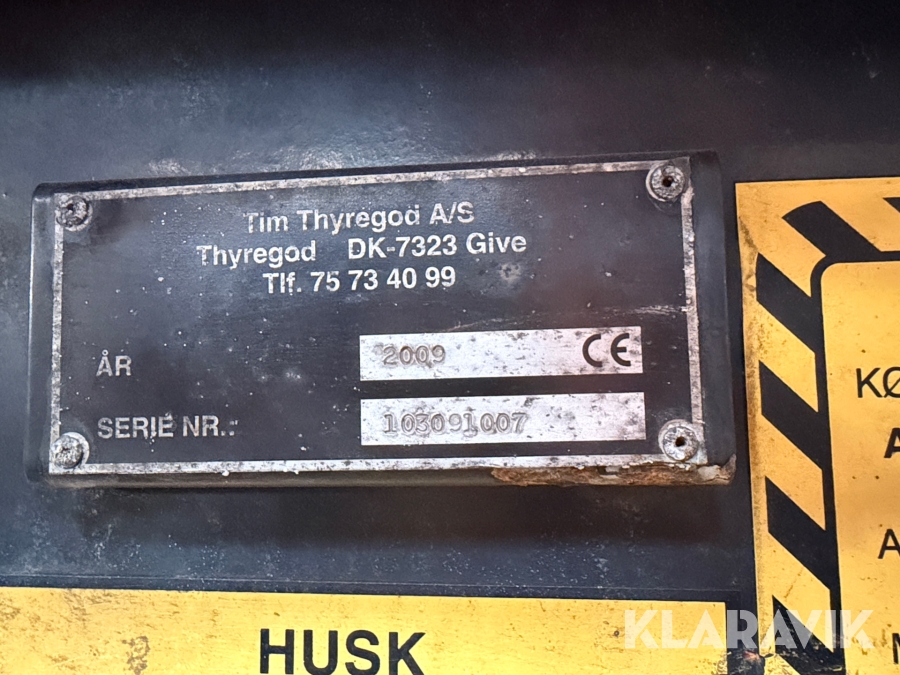 Tim Thyregod A/S
Thyregod DK-7323 Give
Tlf. 75 73 40 99
ÅR 2009 CE
SERIE NR.: 103091007
HUSK
KLARAVIK